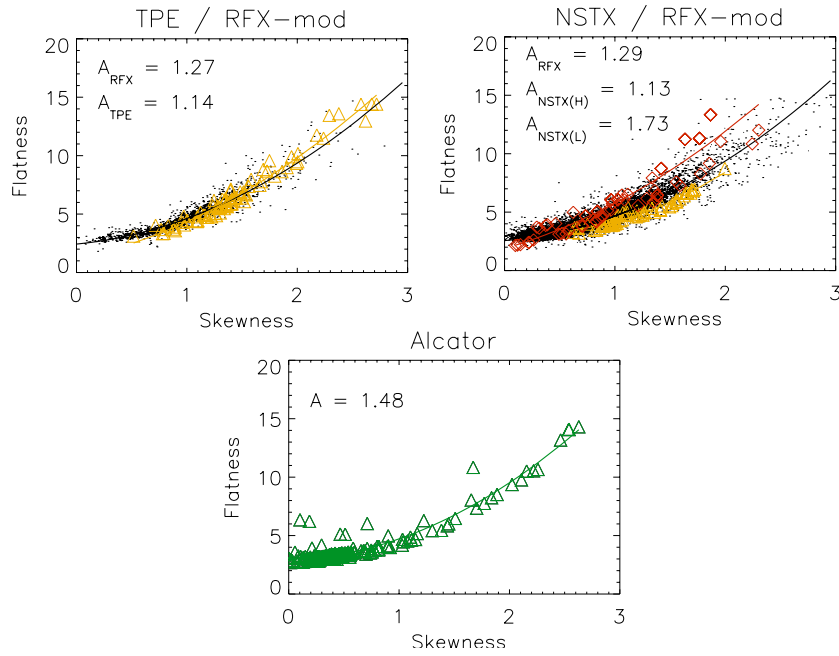 TPE / RFX-mod
A_RFX = 1.27
A_TPE = 1.14
Flatness
20
15
10
5
0
0 1 2 3
Skewness
NSTX / RFX-mod
A_RFX = 1.29
A_NSTX(H) = 1.13
A_NSTX(L) = 1.73
Flatness
20
15
10
5
0
0 1 2 3
Skewness
Alcator
A = 1.48
Flatness
20
15
10
5
0
0 1 2 3
Skewness